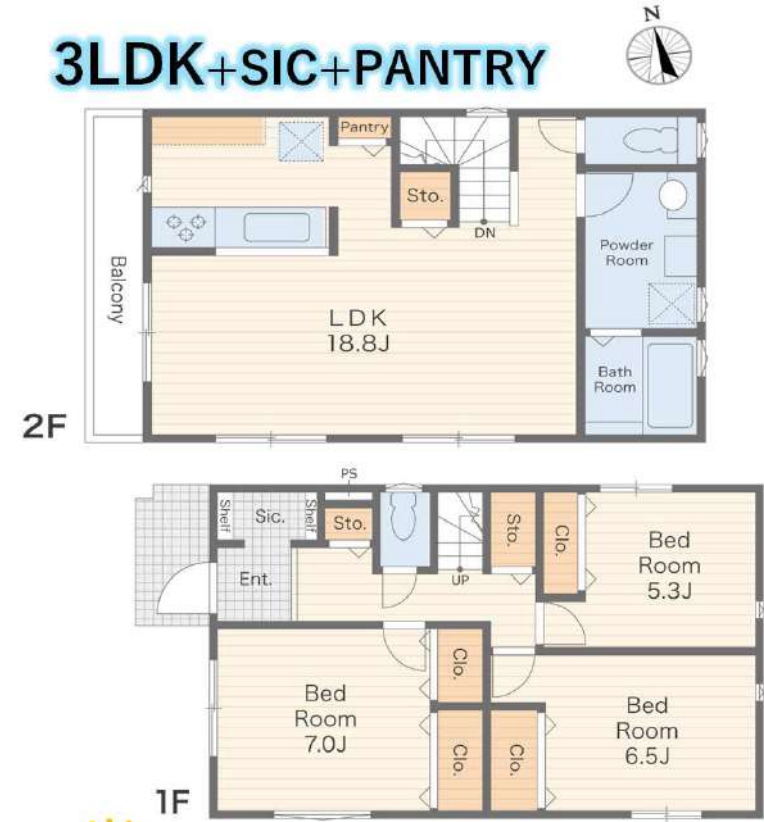 3LDK+SIC+PANTRY
N
Pantry
Sto.
DN
Powder
Room
Balcony
LDK
18.8J
Bath
Room
2F
PS
Shelf
Sic.
Shelf
Sto.
Sto.
Clo.
Bed
Room
5.3J
Ent.
UP
Clo.
Bed
Room
7.0J
Clo.
Clo.
Bed
Room
6.5J
1F